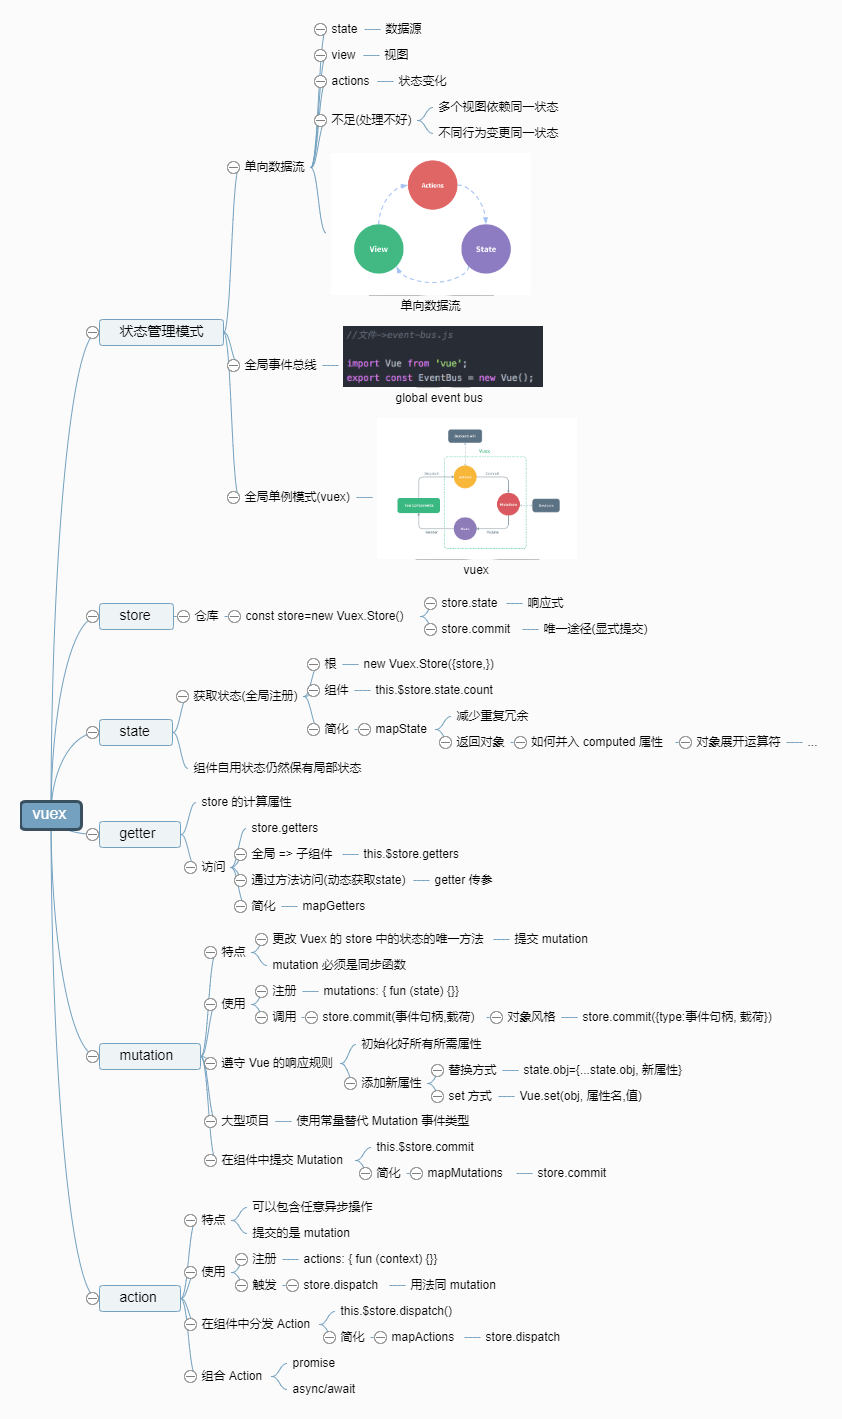 state
数据源
view
视图
actions
状态变化
不足(处理不好)
多个视图依赖同一状态
不同行为变更同一状态
单向数据流
Actions
View
State
单向数据流
状态管理模式
全局事件总线
//文件->event-bus.js
import Vue from 'vue';
export const EventBus = new Vue();
global event bus
全局单例模式(vuex)
Backend API
Vuex
Dispatch
Commit
Mutations
Vue Components
Devtools
State
Render
Mutate
vuex
store
仓库
const store=new Vuex.Store()
store.state
响应式
store.commit
唯一途径(显式提交)
state
获取状态(全局注册)
根
new Vuex.Store({store,})
组件
this.$store.state.count
简化
mapState
减少重复冗余
返回对象
如何并入 computed 属性
对象展开运算符
...
组件自用状态仍然保有局部状态
vuex
getter
store 的计算属性
访问
store.getters
全局 => 子组件
this.$store.getters
通过方法访问(动态获取state)
getter 传参
简化
mapGetters
mutation
特点
更改 Vuex 的 store 中的状态的唯一方法
提交 mutation
mutation 必须是同步函数
使用
注册
mutations: { fun (state) {}}
调用
store.commit(事件句柄,载荷)
对象风格
store.commit({type:事件句柄, 载荷})
遵守 Vue 的响应规则
初始化好所有所需属性
添加新属性
替换方式
state.obj={...state.obj, 新属性}
set 方式
Vue.set(obj, 属性名,值)
大型项目
使用常量替代 Mutation 事件类型
在组件中提交 Mutation
this.$store.commit
简化
mapMutations
store.commit
action
特点
可以包含任意异步操作
提交的是 mutation
使用
注册
actions: { fun (context) {}}
触发
store.dispatch
用法同 mutation
在组件中分发 Action
this.$store.dispatch()
简化
mapActions
store.dispatch
组合 Action
promise
async/await